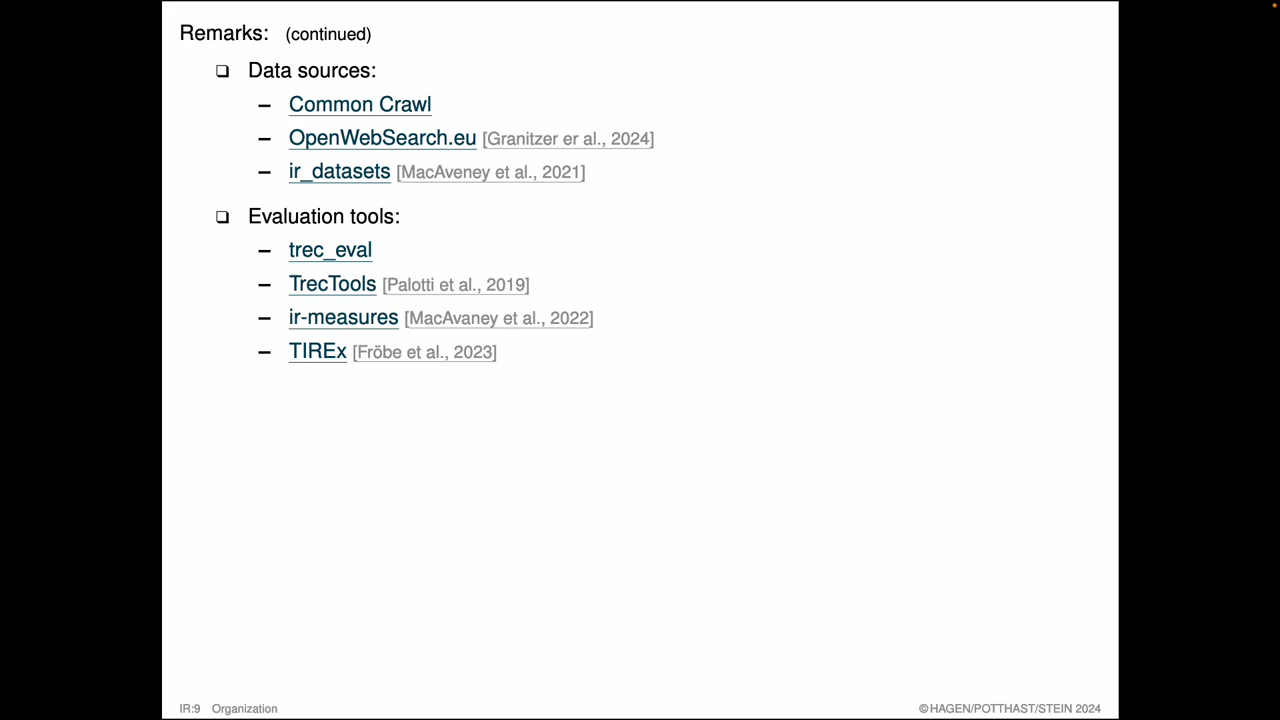 Remarks: (continued)
❑ Data sources:
– Common Crawl
– OpenWebSearch.eu [Granitzer er al., 2024]
– ir_datasets [MacAveney et al., 2021]
❑ Evaluation tools:
– trec_eval
– TrecTools [Palotti et al., 2019]
– ir-measures [MacAvaney et al., 2022]
– TIREx [Fröbe et al., 2023]
IR:9 Organization © HAGEN/POTTHAST/STEIN 2024